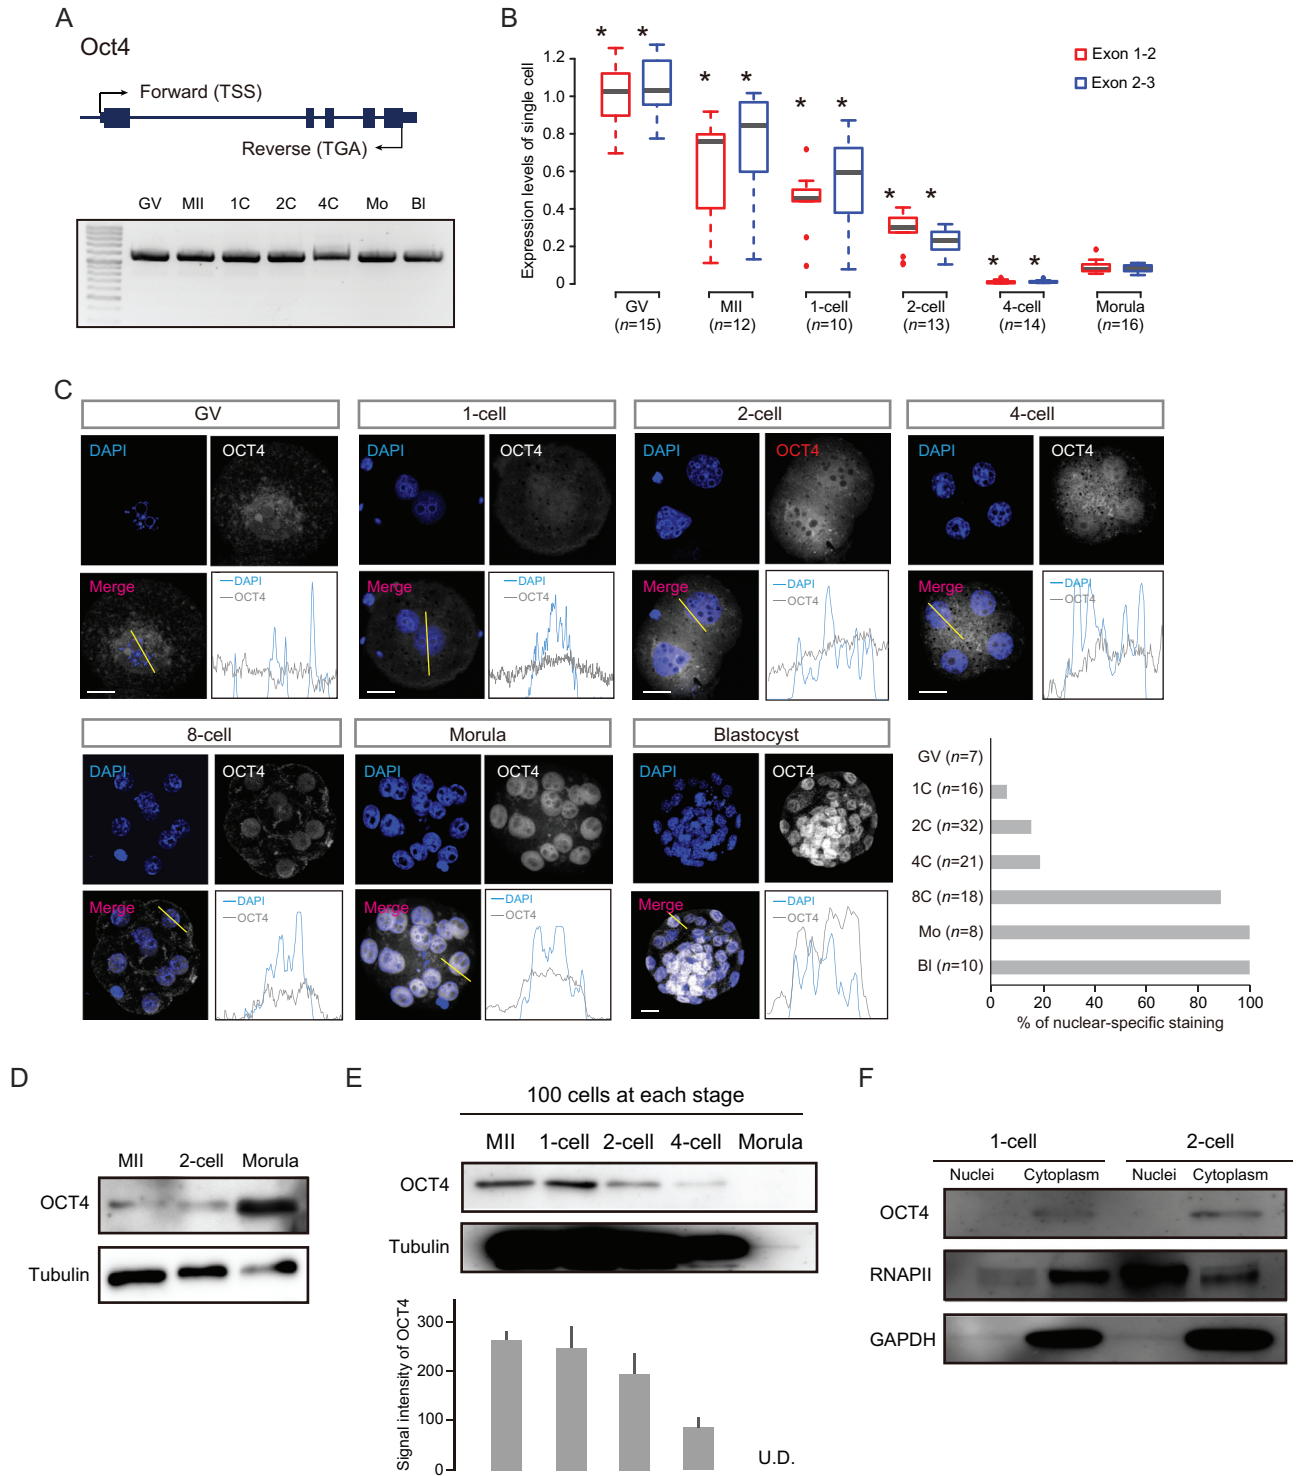 A
Oct4
Forward (TSS)
Reverse (TGA)
GV MII 1C 2C 4C Mo Bl
B
Expression levels of single cell
1.2
0.8
0.6
0.4
0.2
0
* * * * * * * * * *
Exon 1-2
Exon 2-3
GV MII 1-cell 2-cell 4-cell Morula
(n=15) (n=12) (n=10) (n=13) (n=14) (n=16)
C
GV 1-cell 2-cell 4-cell
DAPI OCT4 DAPI OCT4 DAPI OCT4 DAPI OCT4
Merge DAPI Merge DAPI Merge DAPI Merge DAPI
OCT4 OCT4 OCT4 OCT4
8-cell Morula Blastocyst
DAPI OCT4 DAPI OCT4 DAPI OCT4
Merge DAPI Merge DAPI Merge DAPI
OCT4 OCT4 OCT4
GV (n=7)
1C (n=16)
2C (n=32)
4C (n=21)
8C (n=18)
Mo (n=8)
Bl (n=10)
0 20 40 60 80 100
% of nuclear-specific staining
D
MII 2-cell Morula
OCT4
Tubulin
E
100 cells at each stage
MII 1-cell 2-cell 4-cell Morula
OCT4
Tubulin
Signal intensity of OCT4
300
200
100
0
U.D.
F
1-cell 2-cell
Nuclei Cytoplasm Nuclei Cytoplasm
OCT4
RNAPII
GAPDH